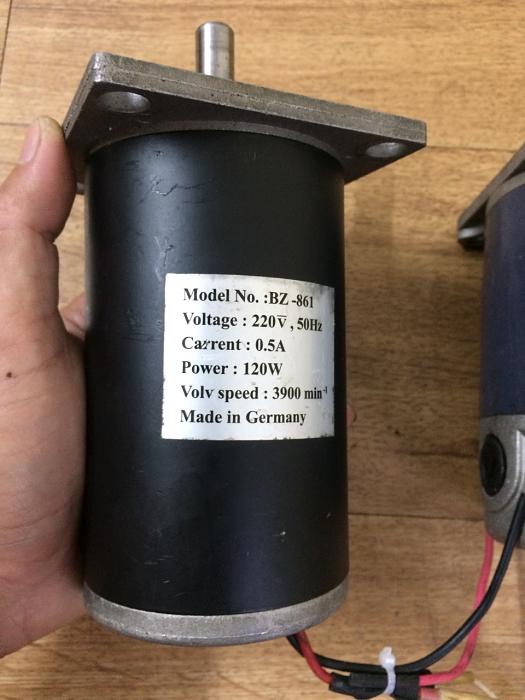 Model No. :BZ-861
Voltage : 220V̅ , 50Hz
Carrent : 0.5A
Power : 120W
Volv speed : 3900 min⁻¹
Made in Germany